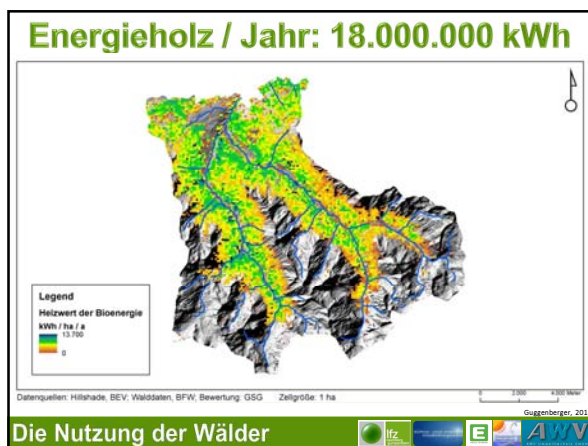 Energieholz / Jahr: 18.000.000 kWh
Legend
Heizwert der Bioenergie
kWh / ha / a
13.700
0
Datenquellen: Hillshade, BEV; Walddaten, BFW; Bewertung: GSG Zellgröße: 1 ha
0 2.000 4.000 Meter
Guggenberger, 201
Die Nutzung der Wälder
lfz
E
AWV